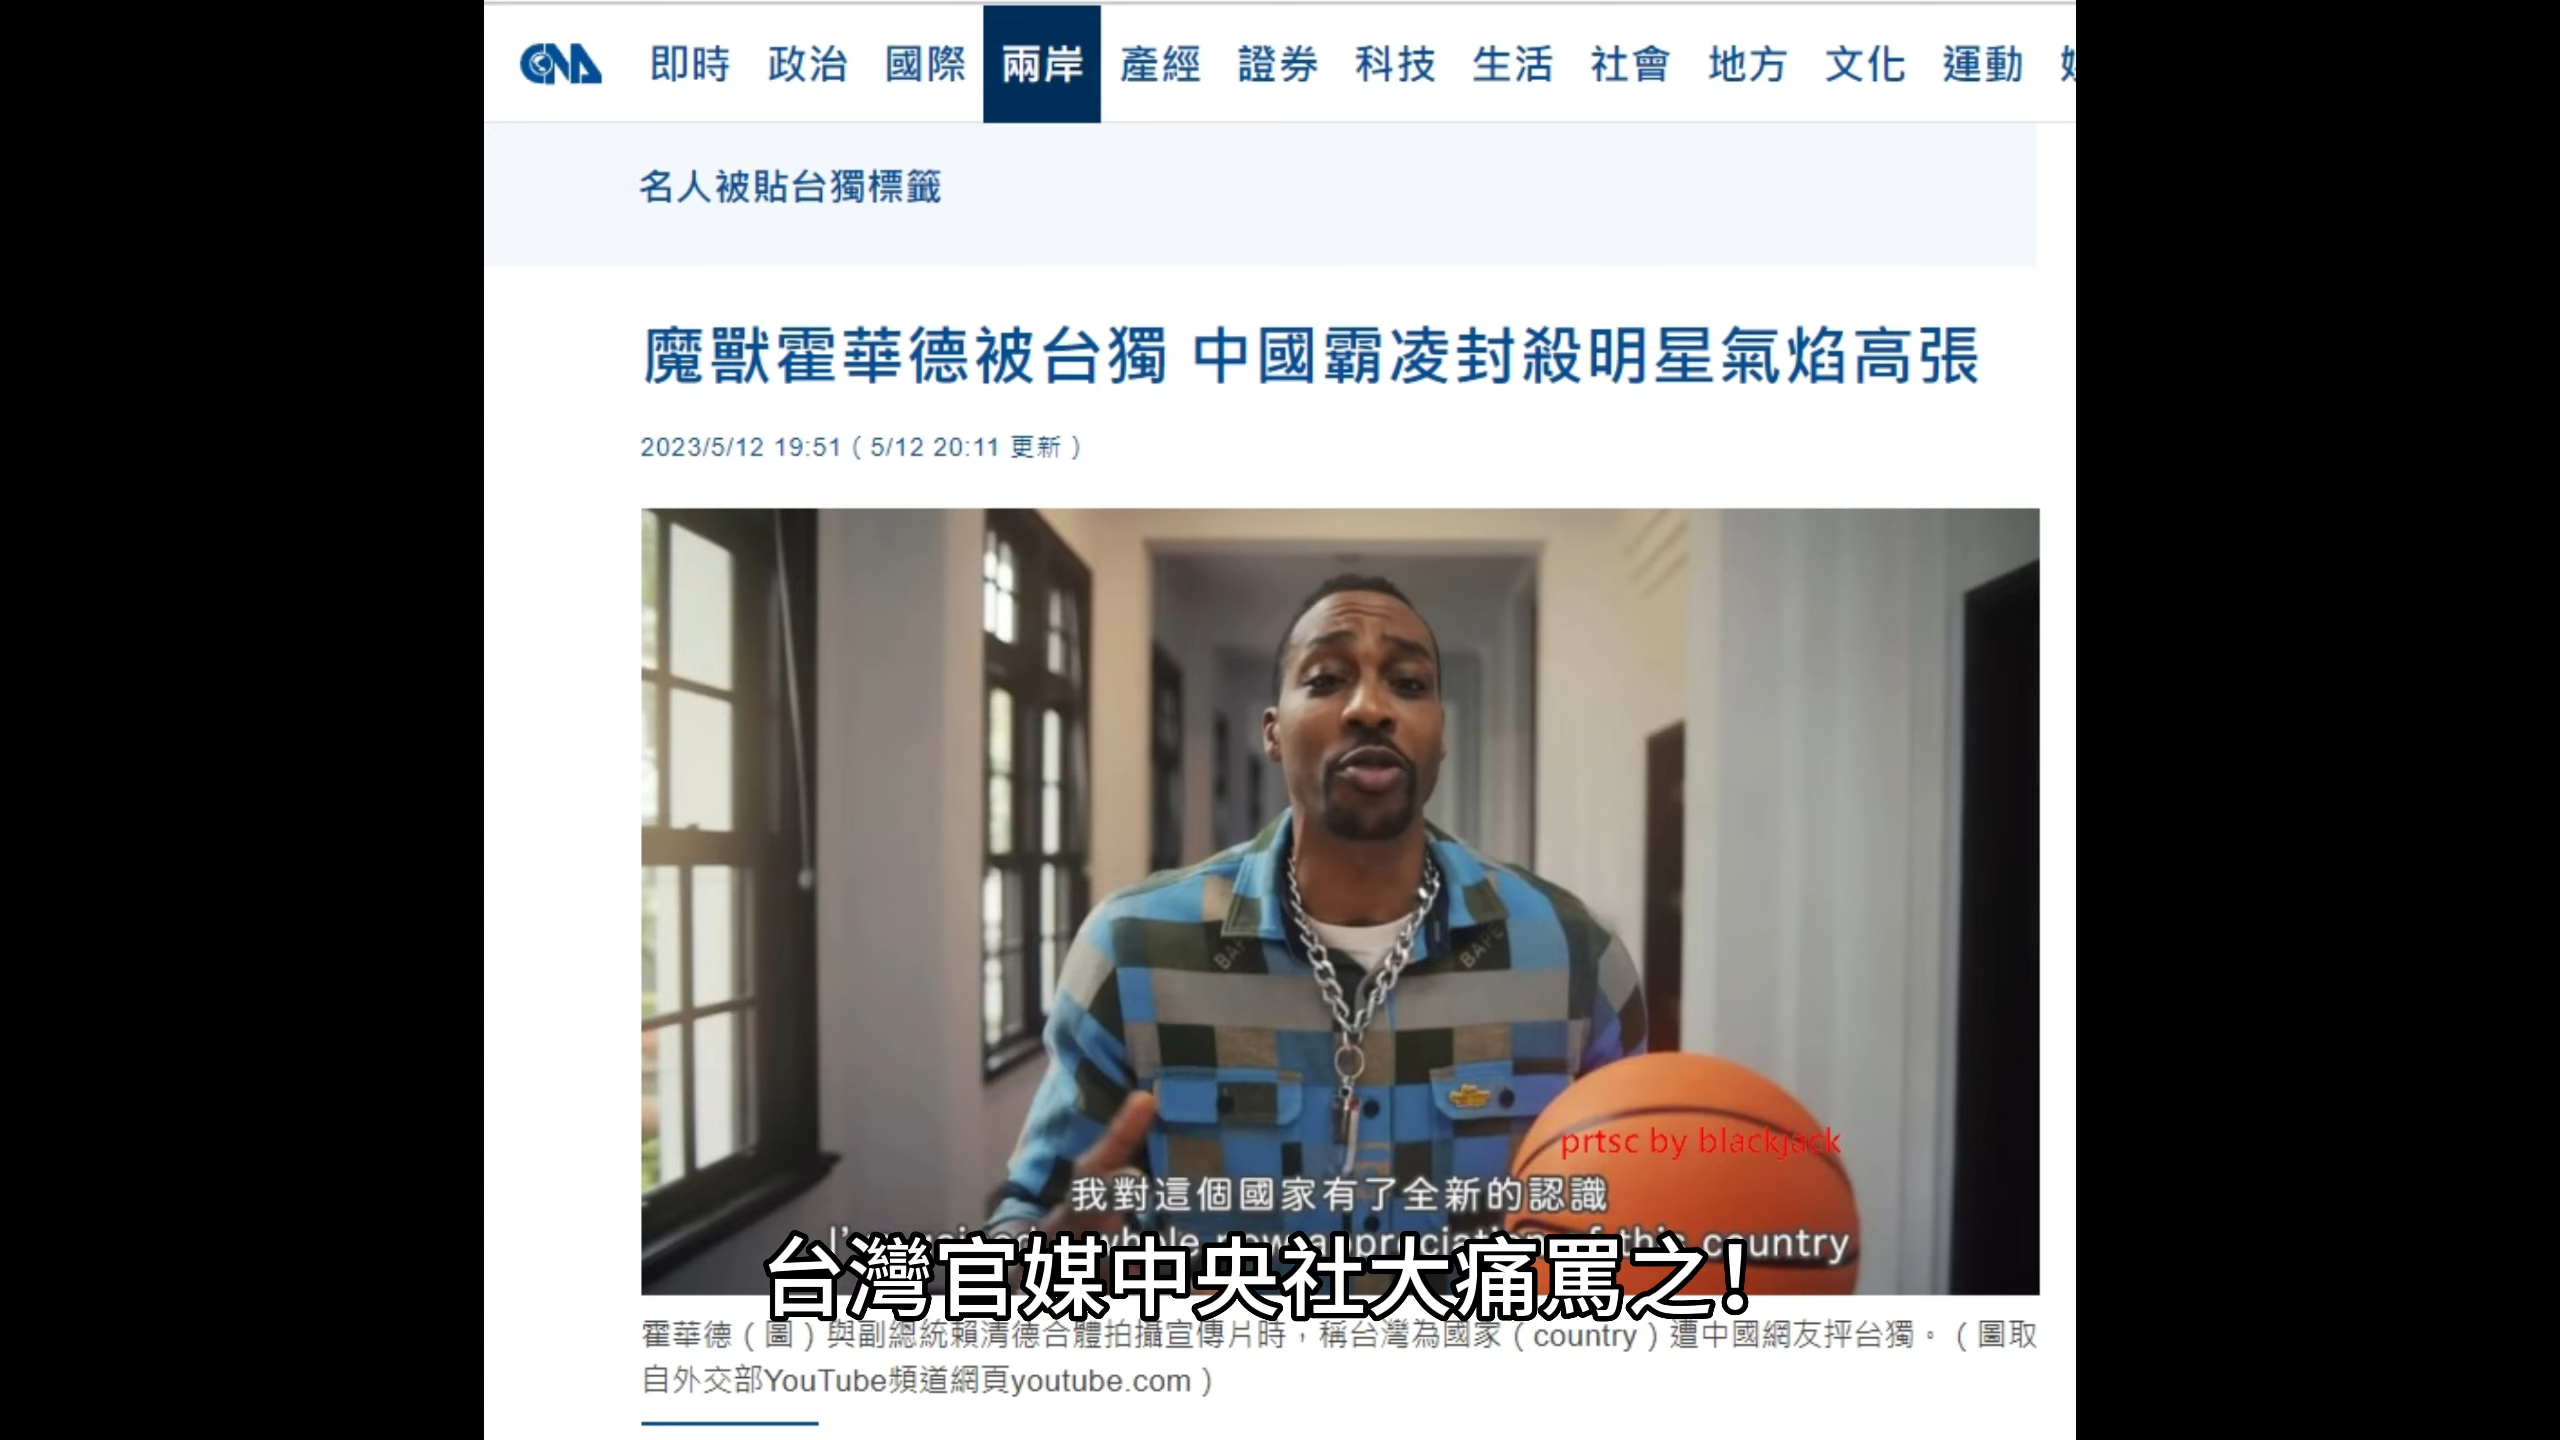 CNA 即時 政治 國際 兩岸 產經 證券 科技 生活 社會 地方 文化 運動
名人被貼台獨標籤
魔獸霍華德被台獨 中國霸凌封殺明星氣焰高張
2023/5/12 19:51（5/12 20:11 更新）
BAPE
prtsc by blackjack
我對這個國家有了全新的認識
whole new appreciation of this country
台灣官媒中央社大痛罵之！
霍華德（圖）與副總統賴清德合體拍攝宣傳片時，稱台灣為國家（country）遭中國網友抨台獨。（圖取
自外交部YouTube頻道網頁youtube.com）